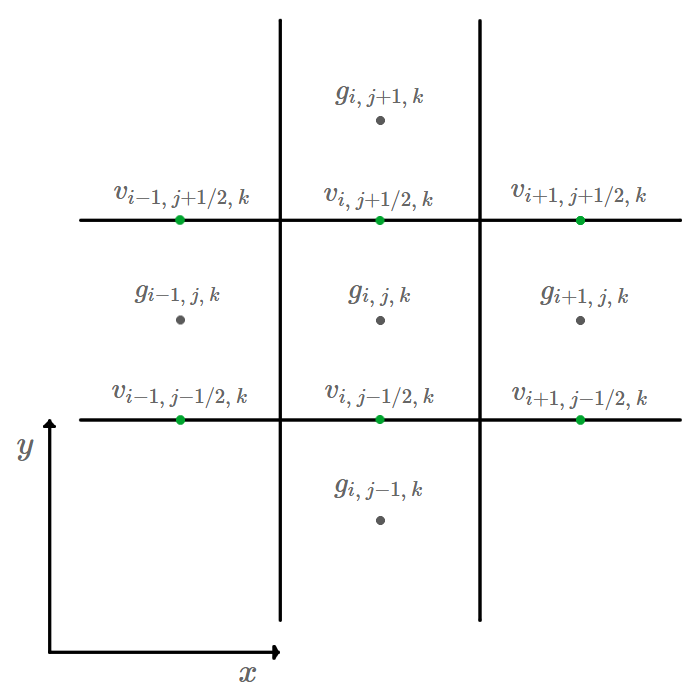 g_{i, j+1, k}
v_{i−1, j+1/2, k} v_{i, j+1/2, k} v_{i+1, j+1/2, k}
g_{i−1, j, k} g_{i, j, k} g_{i+1, j, k}
v_{i−1, j−1/2, k} v_{i, j−1/2, k} v_{i+1, j−1/2, k}
y
g_{i, j−1, k}
x